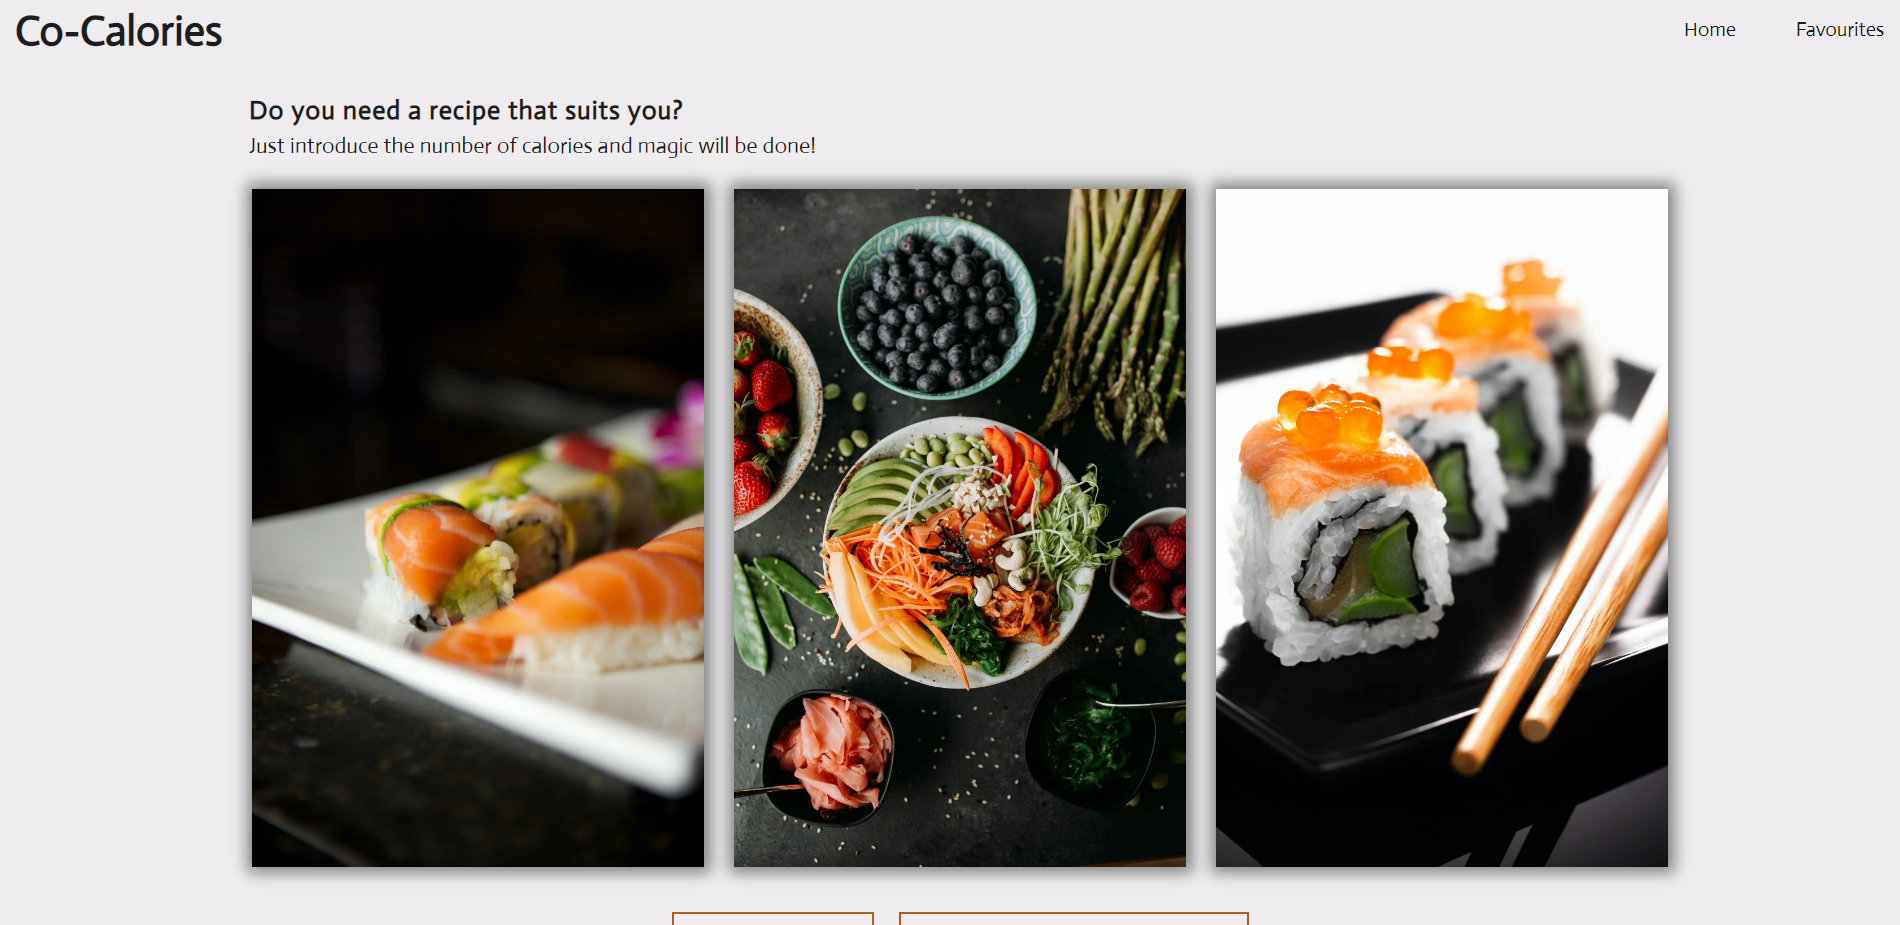 Co-Calories
Home
Favourites
Do you need a recipe that suits you?
Just introduce the number of calories and magic will be done!